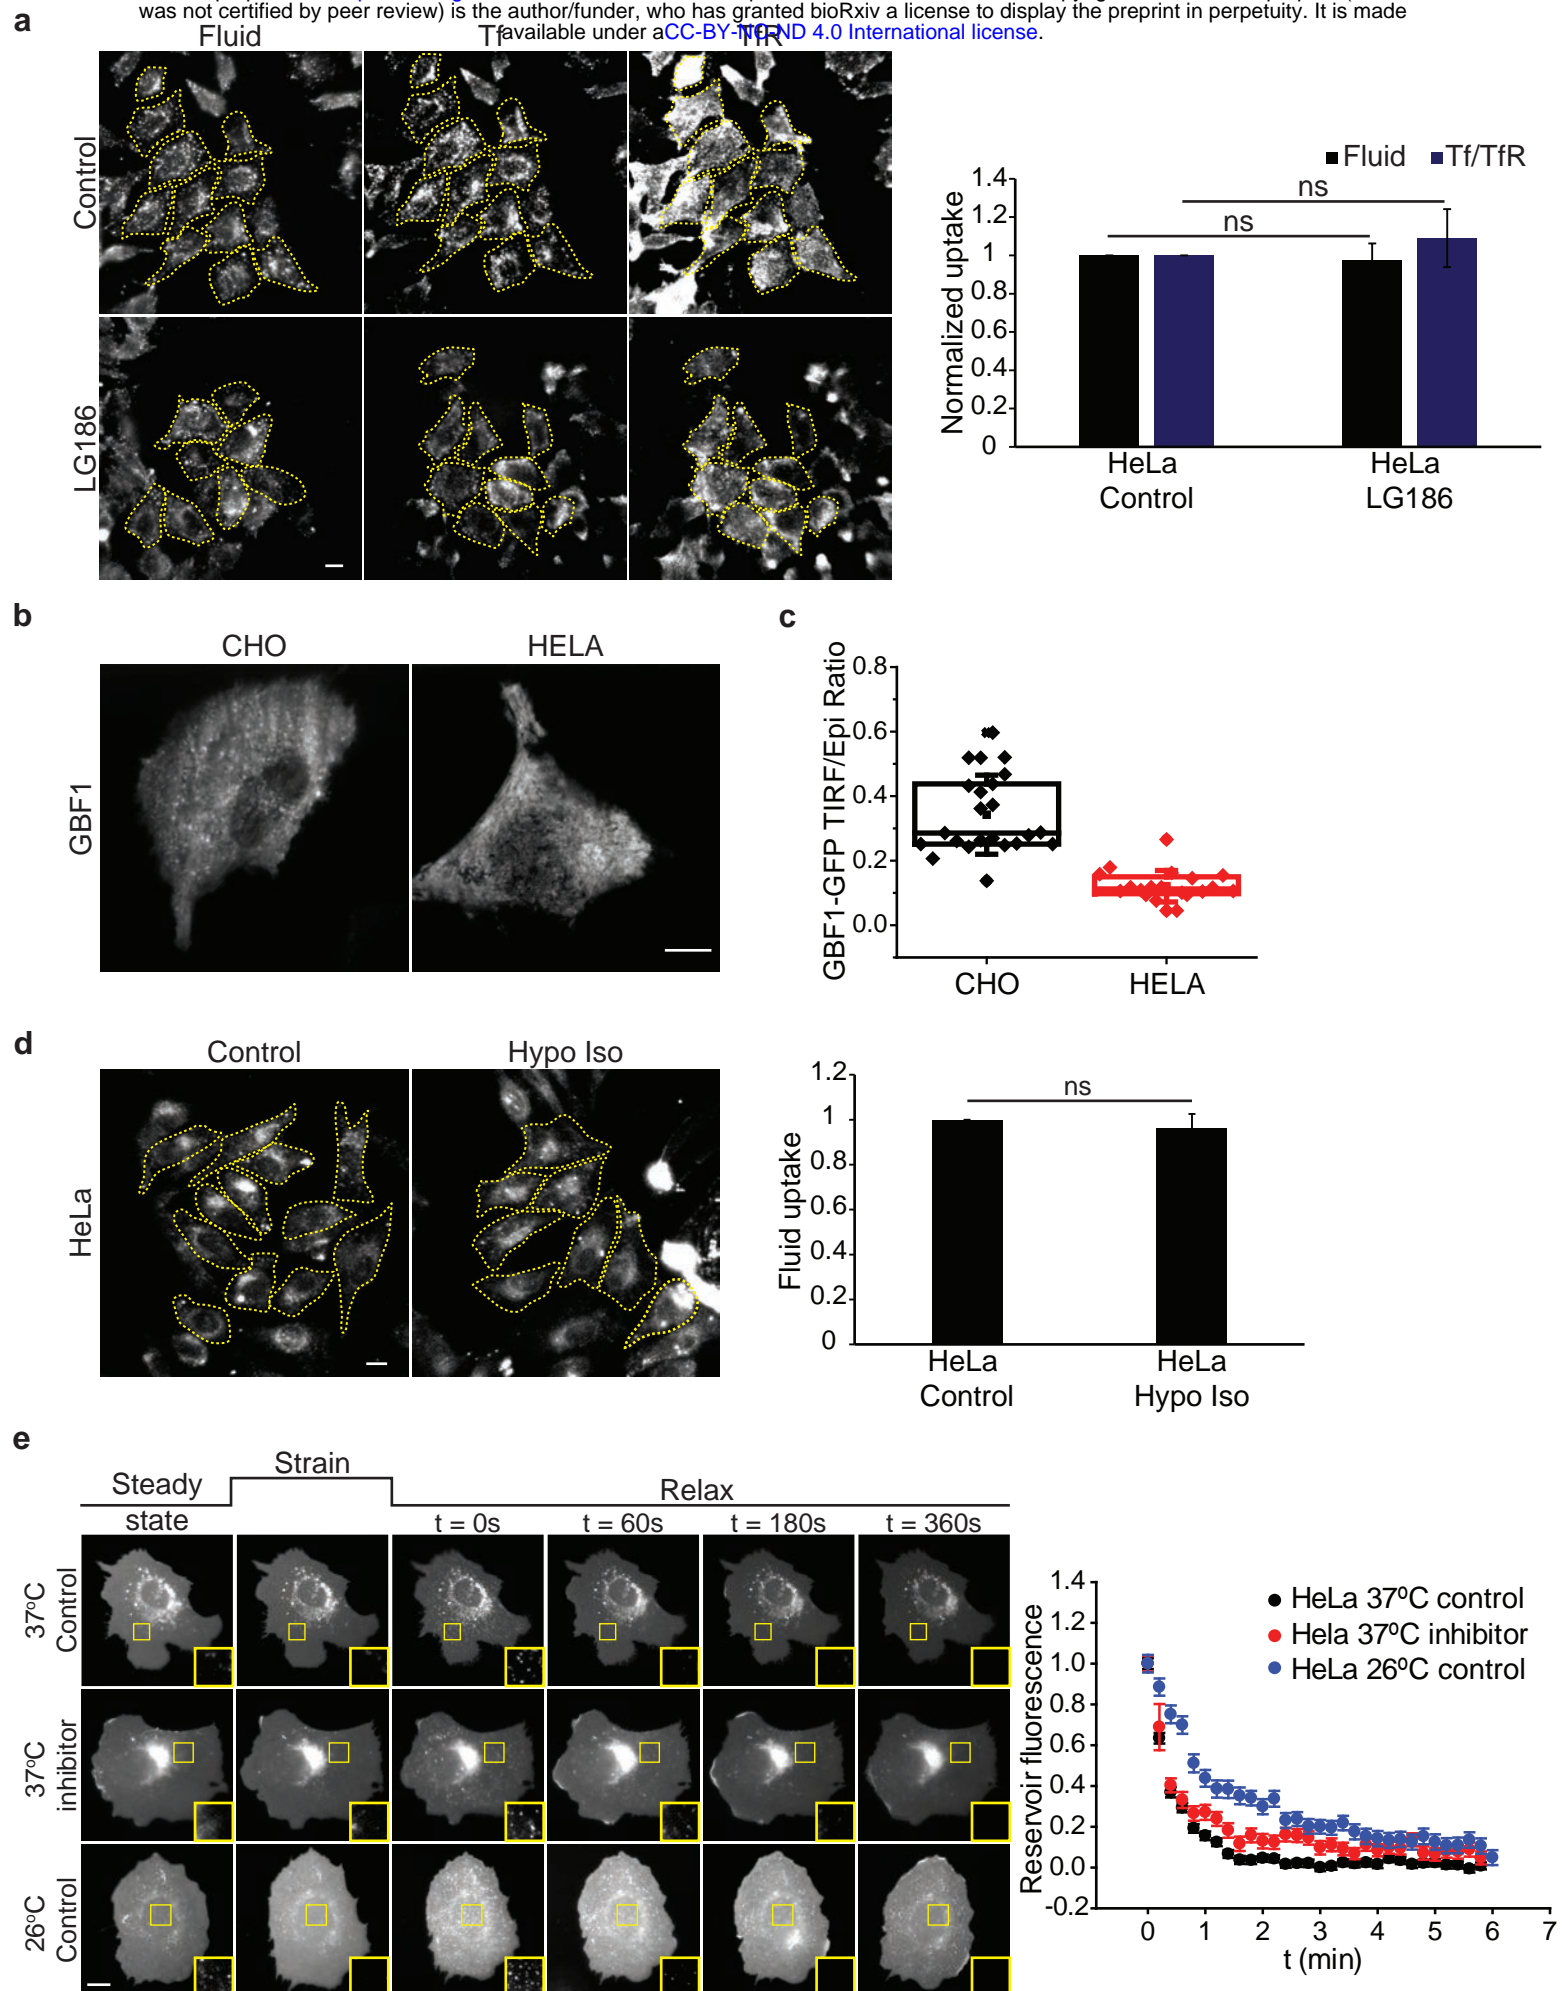 was not certified by peer review) is the author/funder, who has granted bioRxiv a license to display the preprint in perpetuity. It is made
available under aCC-BY-NC-ND 4.0 International license.
a
Fluid
Tf
TfR
Control
LG186
Fluid
Tf/TfR
Normalized uptake
1.4
1.2
1
0.8
0.6
0.4
0.2
0
ns
ns
HeLa
Control
HeLa
LG186
b
CHO
HELA
GBF1
c
GBF1-GFP TIRF/Epi Ratio
0.8
0.6
0.4
0.2
0.0
CHO
HELA
d
Control
Hypo Iso
HeLa
Fluid uptake
1.2
1
0.8
0.6
0.4
0.2
0
ns
HeLa
Control
HeLa
Hypo Iso
e
Steady
state
Strain
Relax
t = 0s
t = 60s
t = 180s
t = 360s
37ºC
Control
37ºC
inhibitor
26ºC
Control
Reservoir fluorescence
1.4
1.2
1.0
0.8
0.6
0.4
0.2
0.0
-0.2
HeLa 37ºC control
Hela 37ºC inhibitor
HeLa 26ºC control
0
1
2
3
4
5
6
7
t (min)